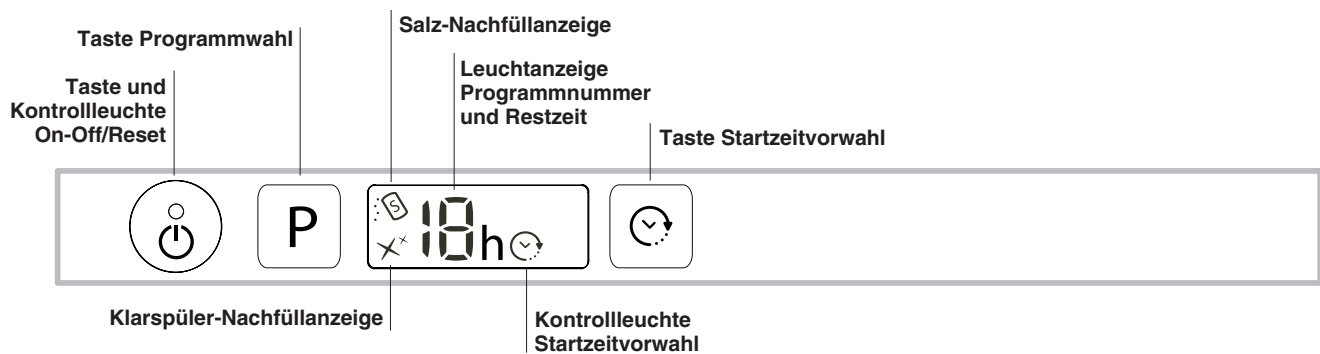 Salz-Nachfüllanzeige
Taste Programmwahl
Leuchtanzeige
Programmnummer
und Restzeit
Taste und
Kontrollleuchte
On-Off/Reset
Taste Startzeitvorwahl
P
S
18h
Klarspüler-Nachfüllanzeige
Kontrollleuchte
Startzeitvorwahl